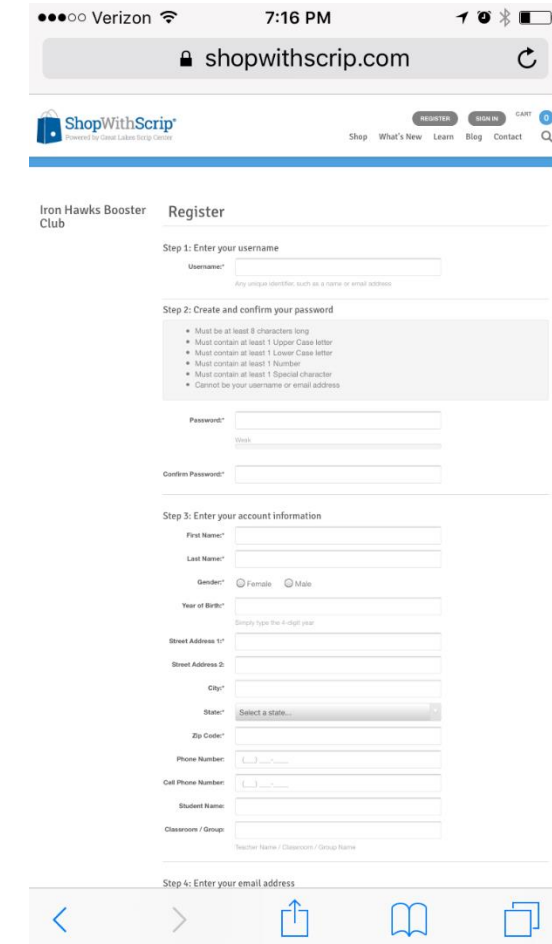 Verizon 7:16 PM
shopwithscrip.com
ShopWithScrip
Powered by Great Lakes Scrip Center
REGISTER SIGN IN CART 0
Shop What's New Learn Blog Contact
Iron Hawks Booster Club
Register
Step 1: Enter your username
Username:*
Any unique identifier, such as a name or email address
Step 2: Create and confirm your password
Must be at least 8 characters long
Must contain at least 1 Upper Case letter
Must contain at least 1 Lower Case letter
Must contain at least 1 Number
Must contain at least 1 Special character
Cannot be your username or email address
Password:*
Weak
Confirm Password:*
Step 3: Enter your account information
First Name:*
Last Name:*
Gender:* Female Male
Year of Birth:*
Simply type the 4-digit year
Street Address 1:*
Street Address 2:
City:*
State:* Select a state...
Zip Code:*
Phone Number: (__) __-____
Cell Phone Number: (__) __-____
Student Name:
Classroom / Group:
Teacher Name / Classroom / Group Name
Step 4: Enter your email address